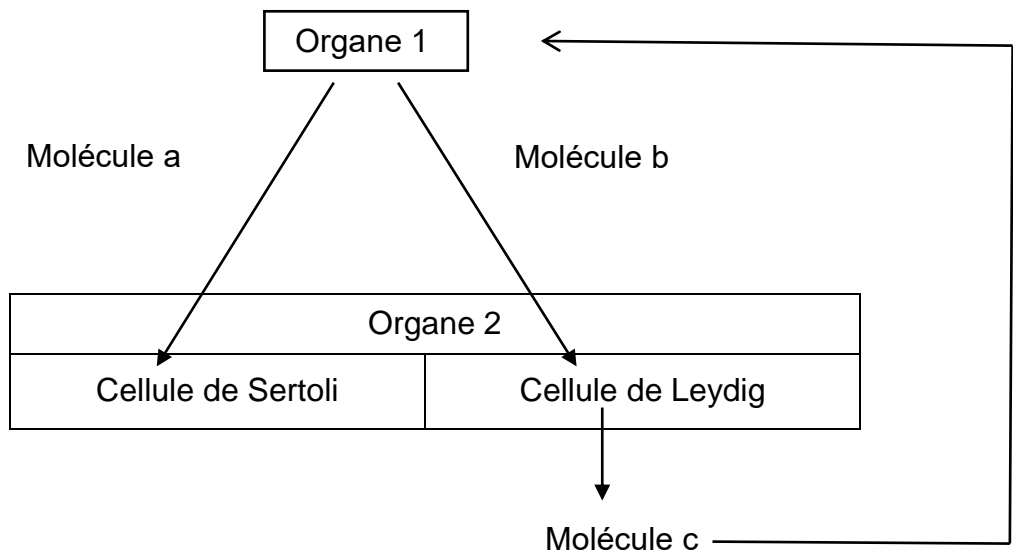 Organe 1
Molécule a
Molécule b
Organe 2
Cellule de Sertoli
Cellule de Leydig
Molécule c